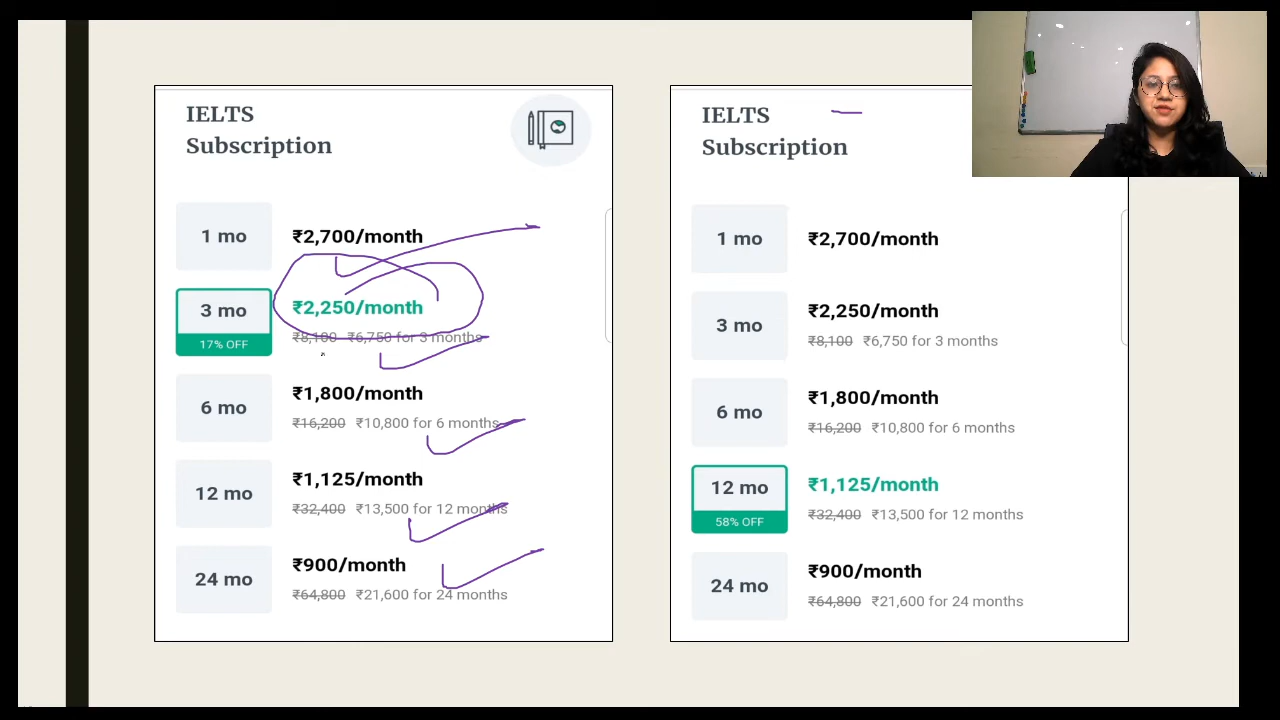 IELTS
Subscription
1 mo
₹2,700/month
3 mo
17% OFF
₹2,250/month
₹8,100 ₹6,750 for 3 months
6 mo
₹1,800/month
₹16,200 ₹10,800 for 6 months
12 mo
₹1,125/month
₹32,400 ₹13,500 for 12 months
24 mo
₹900/month
₹64,800 ₹21,600 for 24 months
IELTS
Subscription
1 mo
₹2,700/month
3 mo
₹2,250/month
₹8,100 ₹6,750 for 3 months
6 mo
₹1,800/month
₹16,200 ₹10,800 for 6 months
12 mo
58% OFF
₹1,125/month
₹32,400 ₹13,500 for 12 months
24 mo
₹900/month
₹64,800 ₹21,600 for 24 months